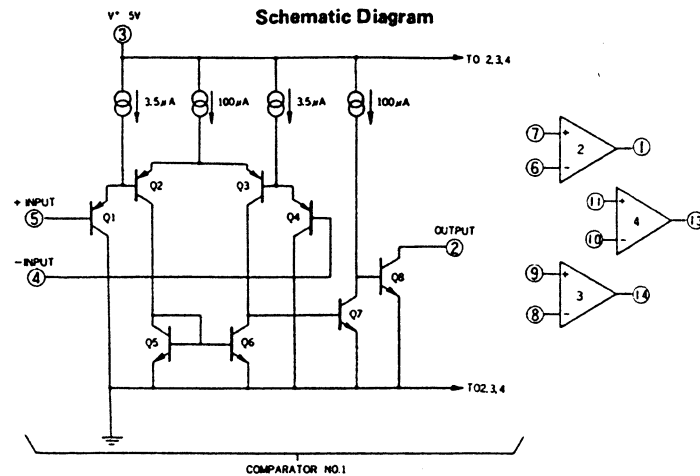 Schematic Diagram
V+ 5V
3
TO 2,3,4
3.5μA
100μA
3.5μA
100μA
7
+
2
1
6
-
Q2
Q3
+ INPUT
5
Q1
Q4
11
+
4
13
10
-
OUTPUT
2
- INPUT
4
Q8
9
+
3
14
8
-
Q7
Q5
Q6
TO2,3,4
COMPARATOR NO.1